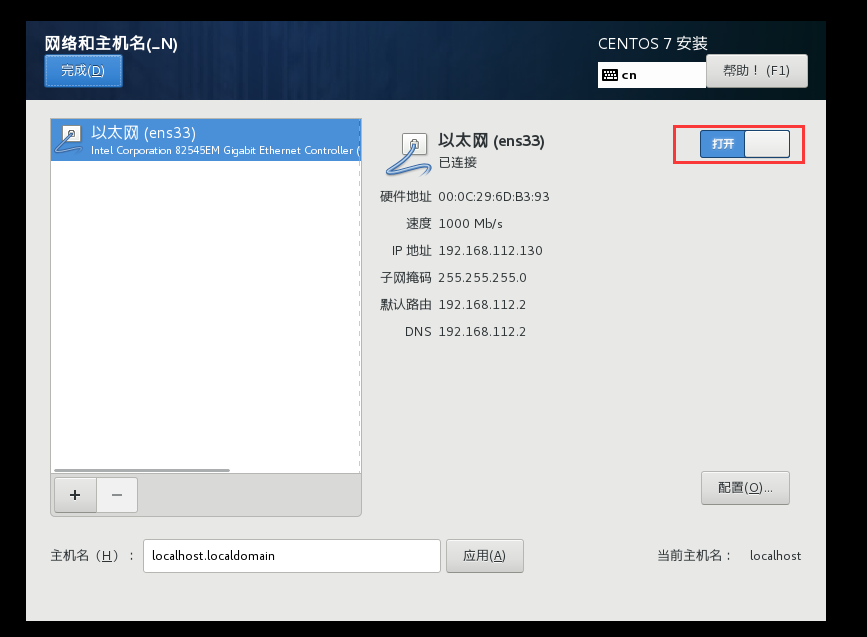 网络和主机名(_N)
完成(D)
CENTOS 7 安装
cn
帮助！ (F1)
以太网 (ens33)
Intel Corporation 82545EM Gigabit Ethernet Controller (
以太网 (ens33)
已连接
打开
硬件地址 00:0C:29:6D:B3:93
速度 1000 Mb/s
IP 地址 192.168.112.130
子网掩码 255.255.255.0
默认路由 192.168.112.2
DNS 192.168.112.2
+ −
配置(O)...
主机名（H）： localhost.localdomain 应用(A) 当前主机名： localhost